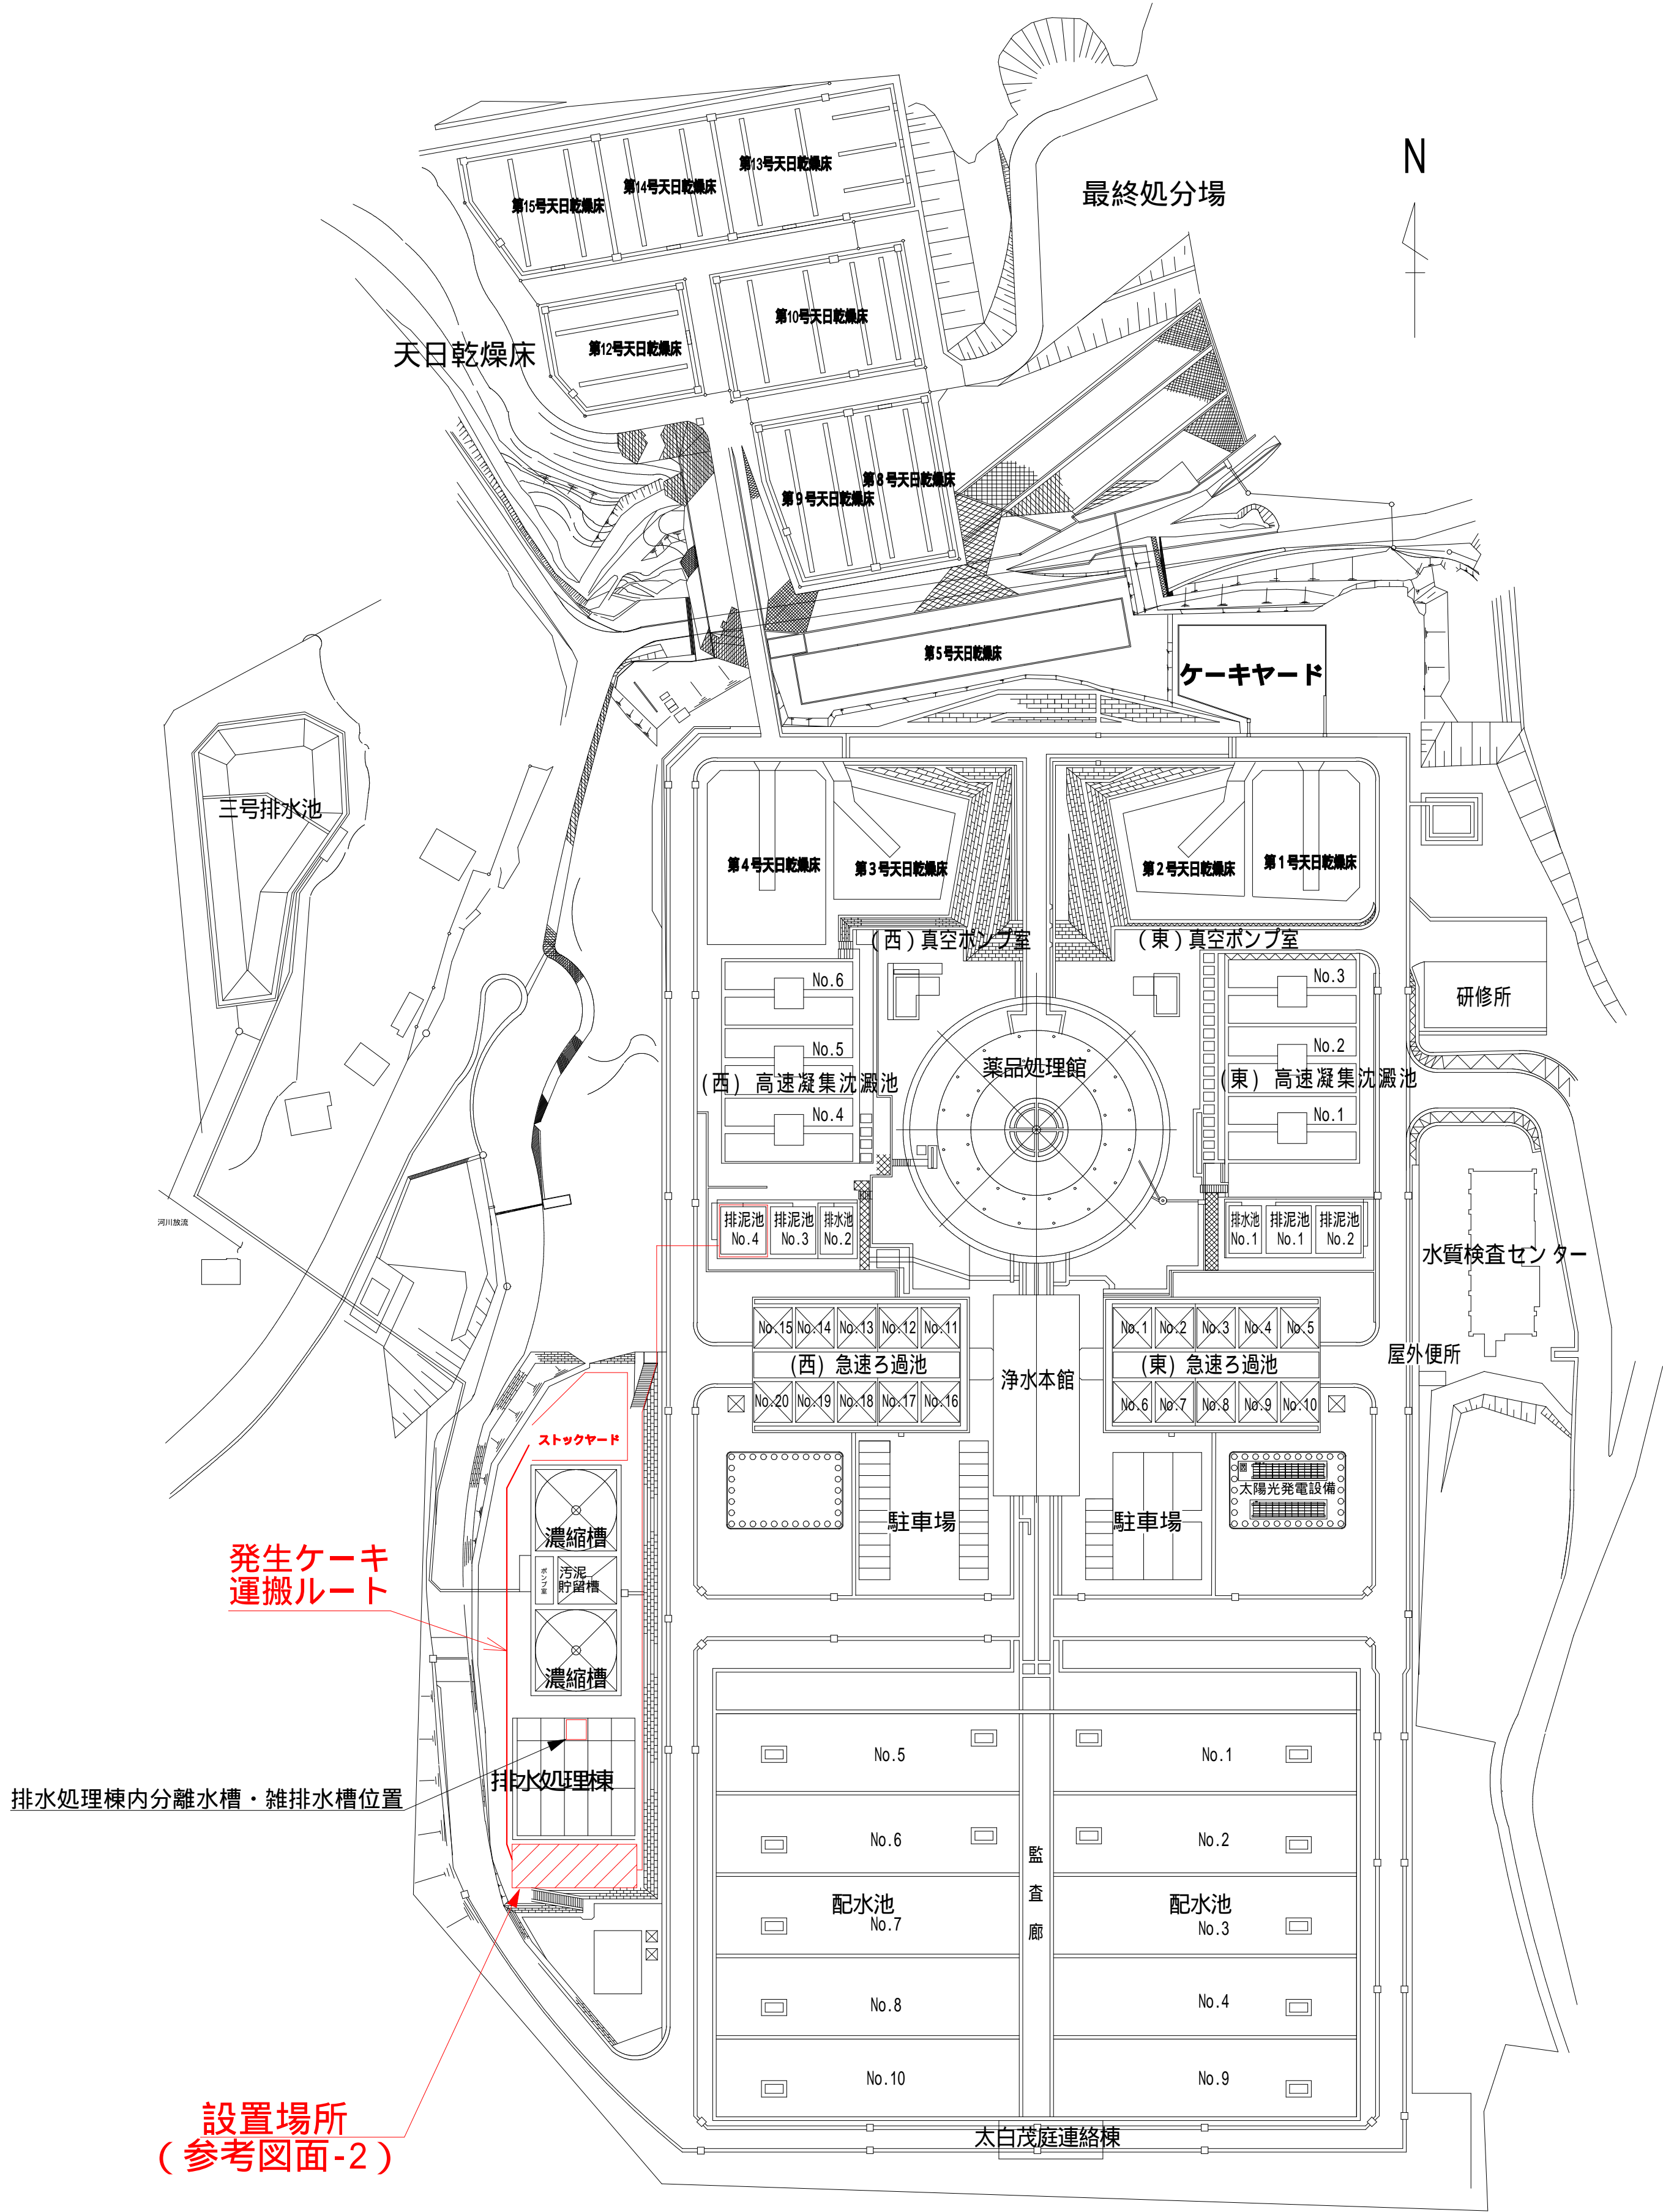 N
最終処分場
第13号天日乾燥床
第14号天日乾燥床
第15号天日乾燥床
第10号天日乾燥床
第12号天日乾燥床
天日乾燥床
第8号天日乾燥床
第9号天日乾燥床
第5号天日乾燥床
ケーキヤード
三号排水池
第4号天日乾燥床
第3号天日乾燥床
第2号天日乾燥床
第1号天日乾燥床
(西)真空ポンプ室
(東)真空ポンプ室
No.6
No.5
(西) 高速凝集沈澱池
No.4
薬品処理館
No.3
No.2
(東) 高速凝集沈澱池
No.1
研修所
河川放流
排泥池
No.4
排泥池
No.3
排水池
No.2
排水池
No.1
排泥池
No.1
排泥池
No.2
水質検査センター
屋外便所
No.15
No.14
No.13
No.12
No.11
(西) 急速ろ過池
No.20
No.19
No.18
No.17
No.16
浄水本館
No.1
No.2
No.3
No.4
No.5
(東) 急速ろ過池
No.6
No.7
No.8
No.9
No.10
ストックヤード
濃縮槽
ポンプ室
汚泥
貯留槽
濃縮槽
駐車場
駐車場
太陽光発電設備
発生ケーキ
運搬ルート
排水処理棟
排水処理棟内分離水槽・雑排水槽位置
No.5
No.1
No.6
No.2
監査廊
配水池
No.7
配水池
No.3
No.8
No.4
No.10
No.9
太白茂庭連絡棟
設置場所
(参考図面-2)